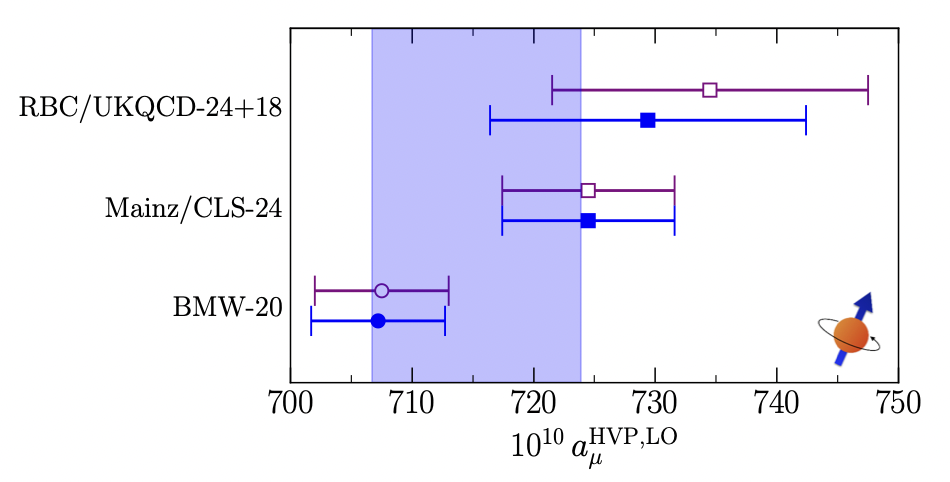 RBC/UKQCD-24+18
Mainz/CLS-24
BMW-20
700 710 720 730 740 750
10^{10} a_μ^{HVP,LO}